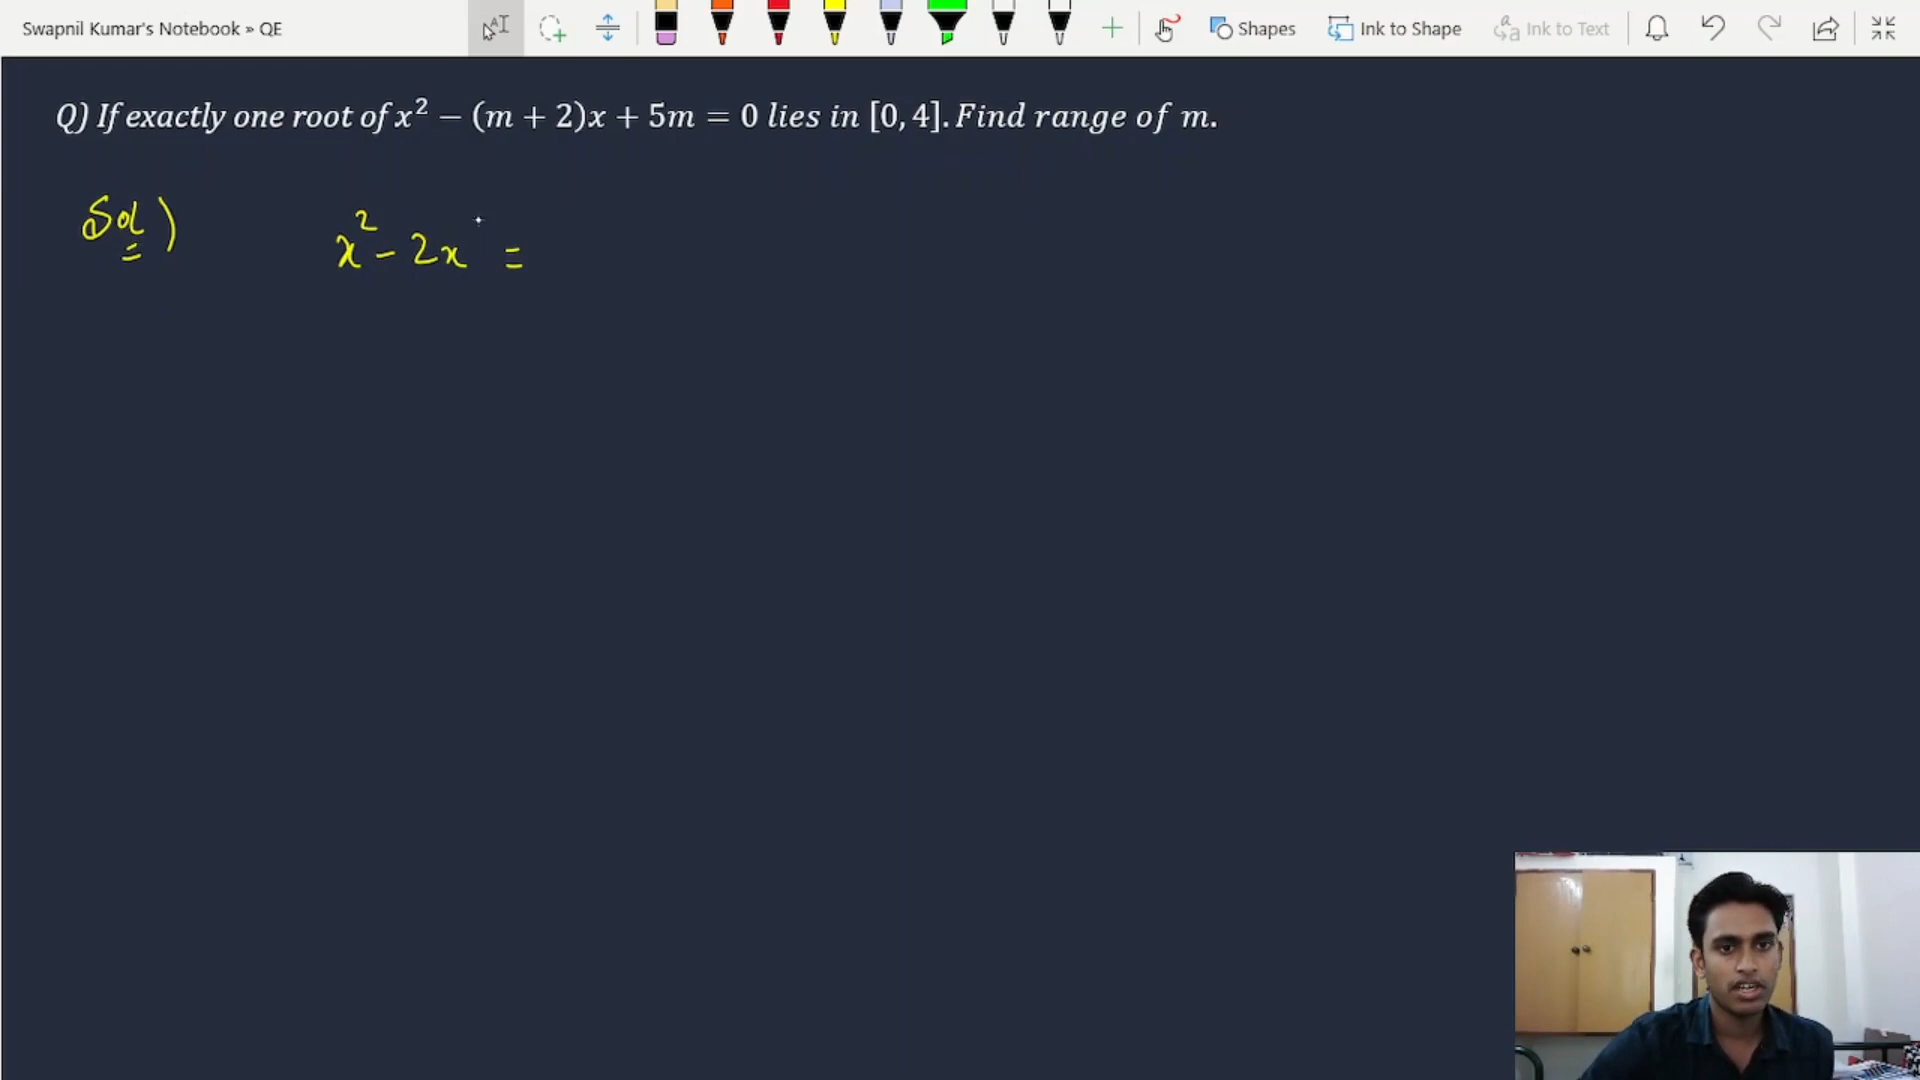 Swapnil Kumar's Notebook » QE
Shapes
Ink to Shape
Ink to Text
Q) If exactly one root of x² − (m + 2)x + 5m = 0 lies in [0, 4]. Find range of m.
Sol)
x² − 2x =